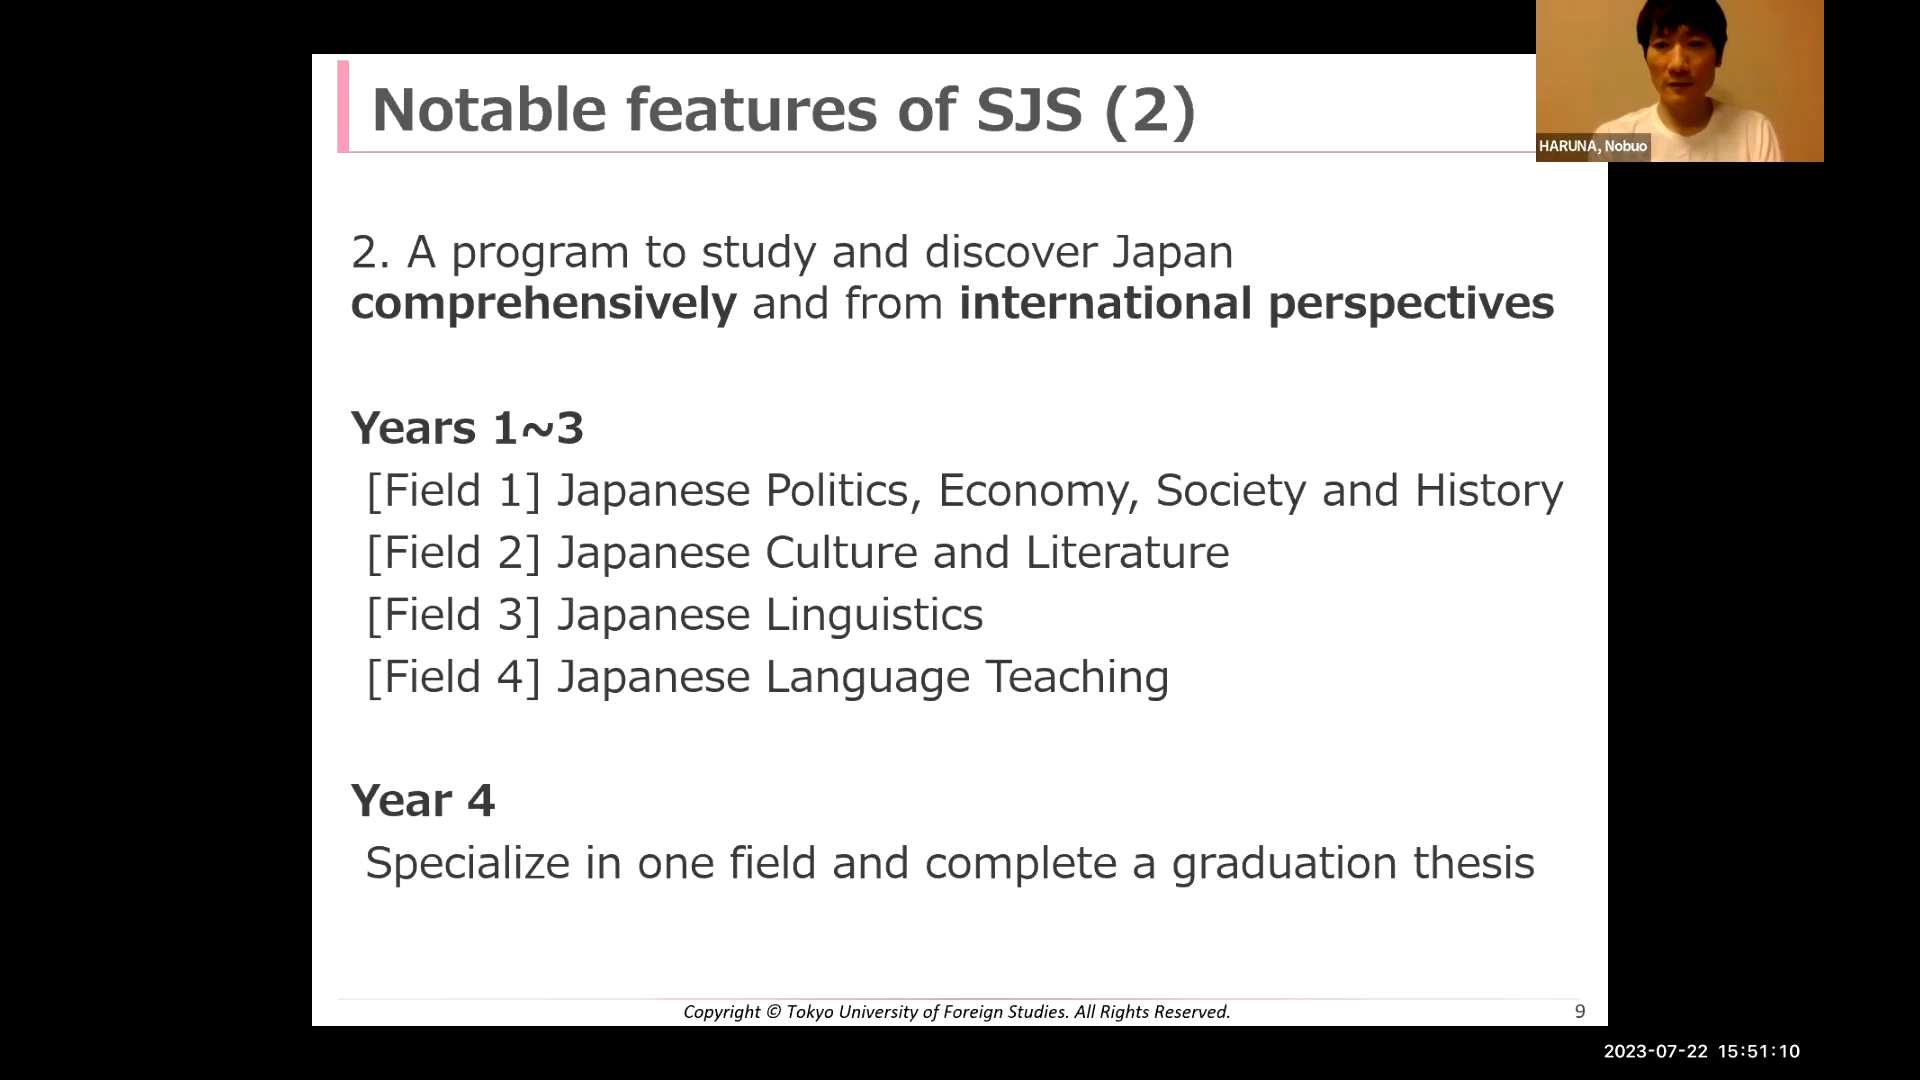 Notable features of SJS (2)
HARUNA, Nobuo
2. A program to study and discover Japan
comprehensively and from international perspectives
Years 1~3
[Field 1] Japanese Politics, Economy, Society and History
[Field 2] Japanese Culture and Literature
[Field 3] Japanese Linguistics
[Field 4] Japanese Language Teaching
Year 4
Specialize in one field and complete a graduation thesis
Copyright © Tokyo University of Foreign Studies. All Rights Reserved.
9
2023-07-22 15:51:10